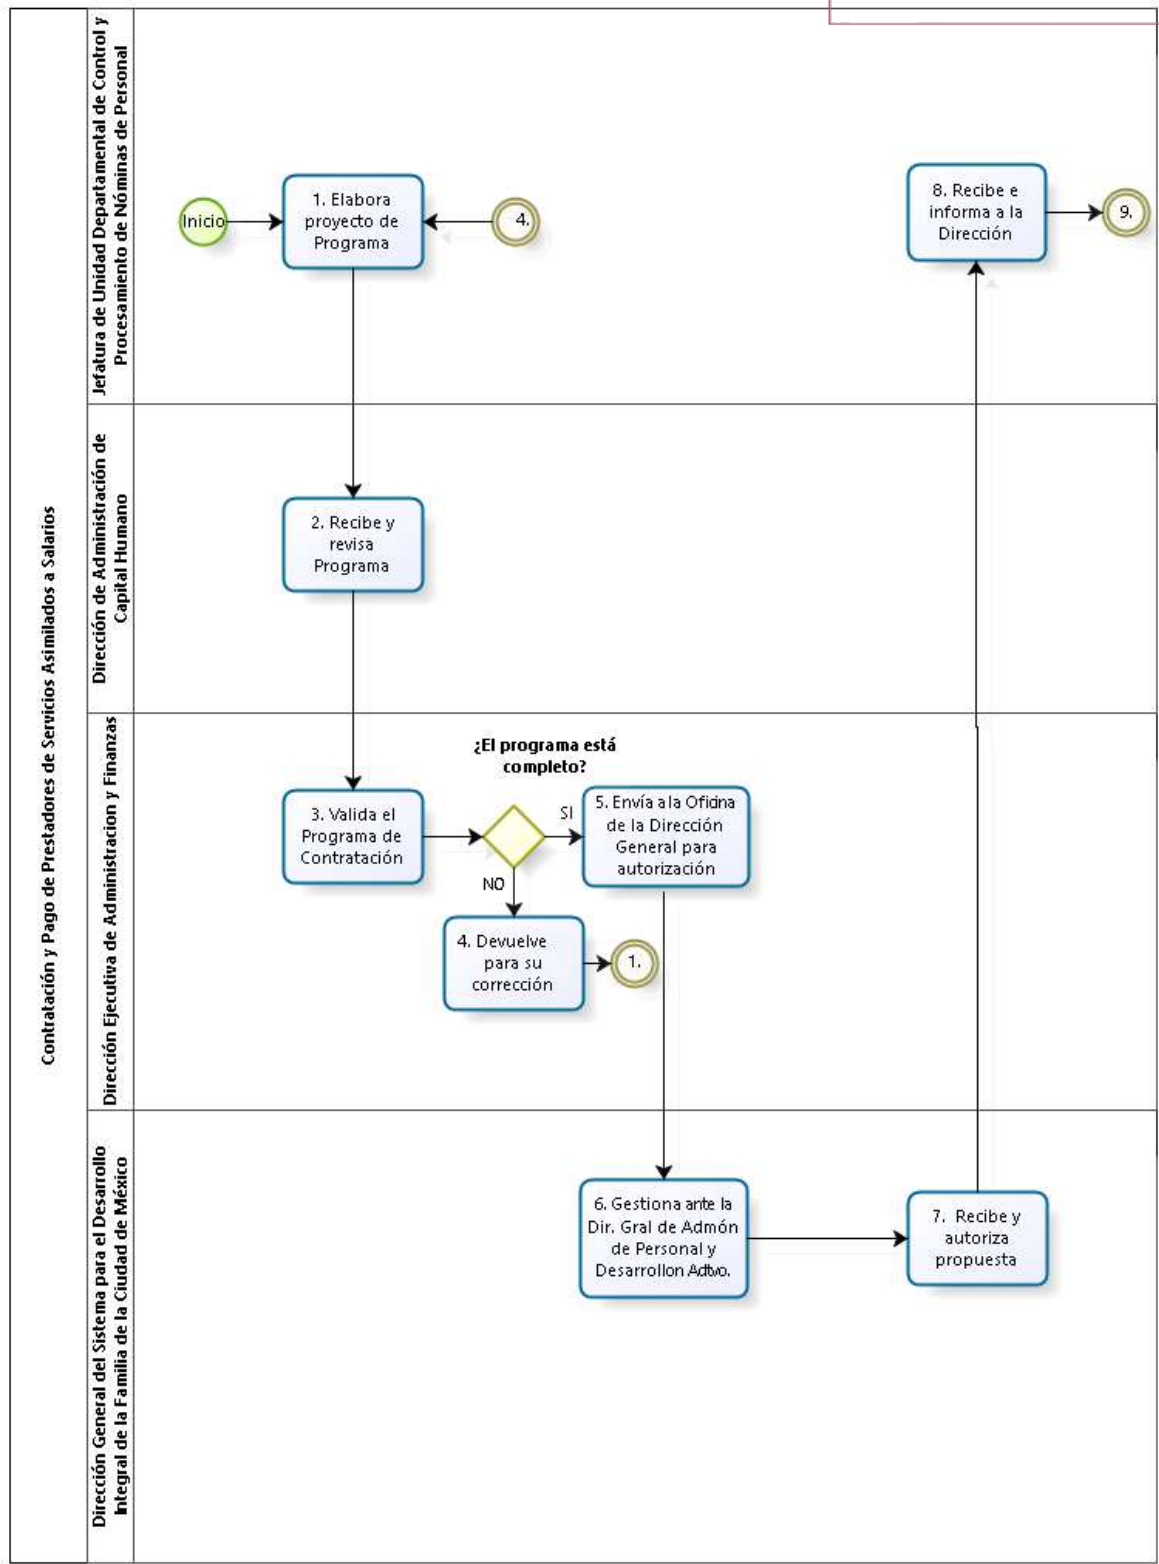 Contratación y Pago de Prestadores de Servicios Asimilados a Salarios
Jefatura de Unidad Departamental de Control y
Procesamiento de Nóminas de Personal
Inicio
1. Elabora
proyecto de
Programa
4.
8. Recibe e
informa a la
Dirección
9.
Dirección de Administración de
Capital Humano
2. Recibe y
revisa
Programa
Dirección Ejecutiva de Administracion y Finanzas
3. Valida el
Programa de
Contratación
¿El programa está
completo?
SI
NO
5. Envía a la Oficina
de la Dirección
General para
autorización
4. Devuelve
para su
corrección
1.
Dirección General del Sistema para el Desarrollo
Integral de la Familia de la Ciudad de México
6. Gestiona ante la
Dir. Gral de Admón
de Personal y
Desarrollon Adtvo.
7. Recibe y
autoriza
propuesta